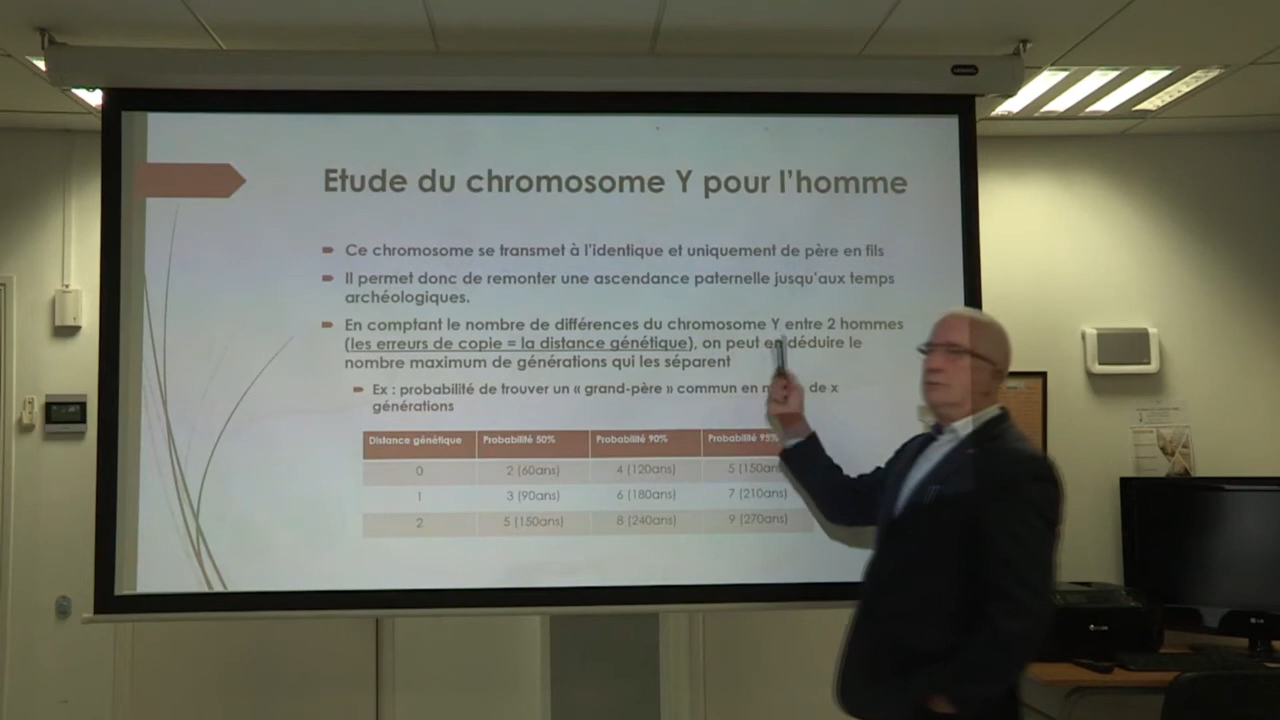 Etude du chromosome Y pour l'homme
Ce chromosome se transmet à l'identique et uniquement de père en fils
Il permet donc de remonter une ascendance paternelle jusqu'aux temps
archéologiques.
En comptant le nombre de différences du chromosome Y entre 2 hommes
(les erreurs de copie = la distance génétique), on peut en déduire le
nombre maximum de générations qui les séparent
Ex : probabilité de trouver un « grand-père » commun en de x
générations
Distance génétique Probabilité 50% Probabilité 90% Probabilité 95%
0 2 (60ans) 4 (120ans) 5 (150ans
1 3 (90ans) 6 (180ans) 7 (210ans)
2 5 (150ans) 8 (240ans) 9 (270ans)
LG